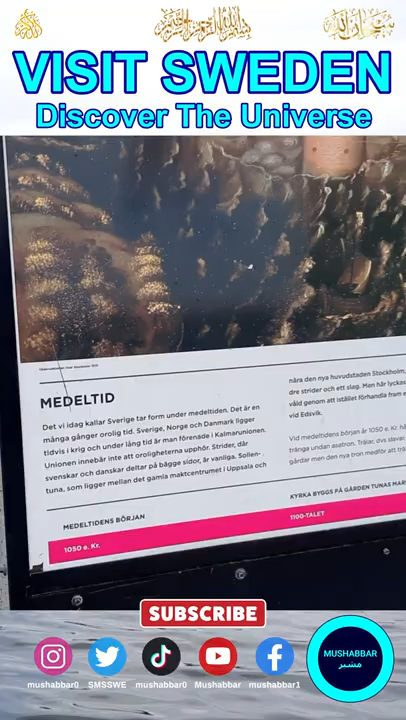 VISIT SWEDEN
Discover The Universe
MEDELTID
Det vi idag kallar Sverige tar form under medeltiden. Det är en
många gånger orolig tid. Sverige, Norge och Danmark ligger
tidvis i krig och under lång tid är man förenade i Kalmarunionen.
Unionen innebär inte att oroligheterna upphör. Strider, där
svenskar och danskar deltar på bägge sidor, är vanliga. Sollen-
tuna, som ligger mellan det gamla maktcentrumet i Uppsala och
nära den nya huvudstaden Stockholm,
dre strider och ett slag. Man här lyckas
våld genom att istället förhandla fram e
vid Edsvik.
Vid medeltidens början är 1050 e. Kr. hä
tränga undan asatron. Trälar, dvs slavar,
gårdar men den nya tron medför att trä
MEDELTIDENS BÖRJAN
1050 e. Kr.
KYRKA BYGGS PÅ GÅRDEN TUNAS MAR
1100-TALET
SUBSCRIBE
mushabbar0
SMSSWE
mushabbar0
Mushabbar
mushabbar1
MUSHABBAR
مشبر